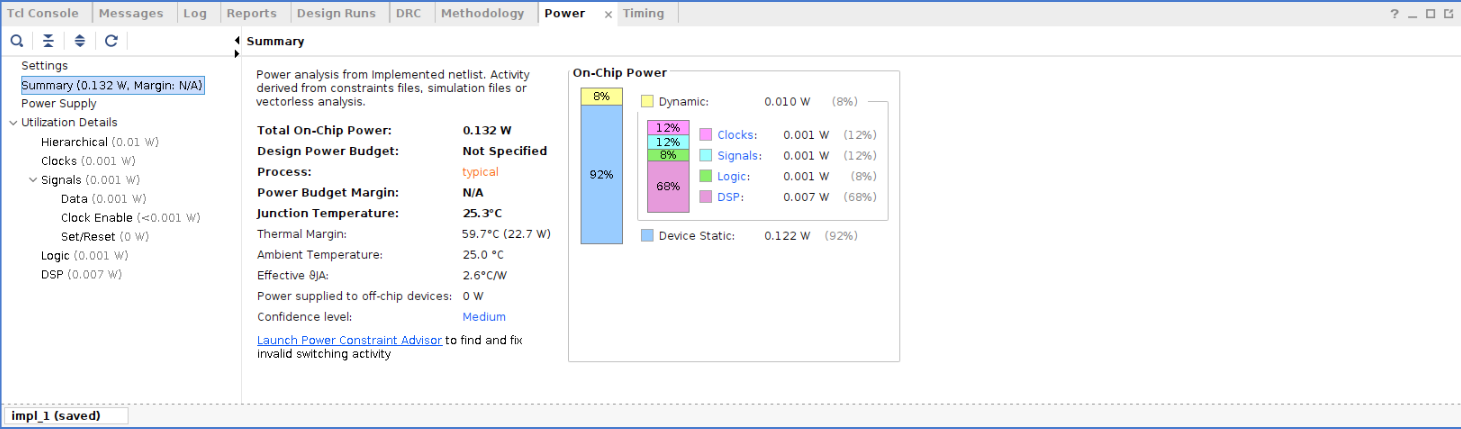 Tcl Console Messages Log Reports Design Runs DRC Methodology Power × Timing ?
Summary
Settings
Summary (0.132 W, Margin: N/A)
Power Supply
Utilization Details
Hierarchical (0.01 W)
Clocks (0.001 W)
Signals (0.001 W)
Data (0.001 W)
Clock Enable (<0.001 W)
Set/Reset (0 W)
Logic (0.001 W)
DSP (0.007 W)
Power analysis from Implemented netlist. Activity
derived from constraints files, simulation files or
vectorless analysis.
Total On-Chip Power: 0.132 W
Design Power Budget: Not Specified
Process: typical
Power Budget Margin: N/A
Junction Temperature: 25.3°C
Thermal Margin: 59.7°C (22.7 W)
Ambient Temperature: 25.0 °C
Effective ϑJA: 2.6°C/W
Power supplied to off-chip devices: 0 W
Confidence level: Medium
Launch Power Constraint Advisor to find and fix
invalid switching activity
On-Chip Power
8%
92%
Dynamic: 0.010 W (8%)
12%
12%
8%
68%
Clocks: 0.001 W (12%)
Signals: 0.001 W (12%)
Logic: 0.001 W (8%)
DSP: 0.007 W (68%)
Device Static: 0.122 W (92%)
impl_1 (saved)